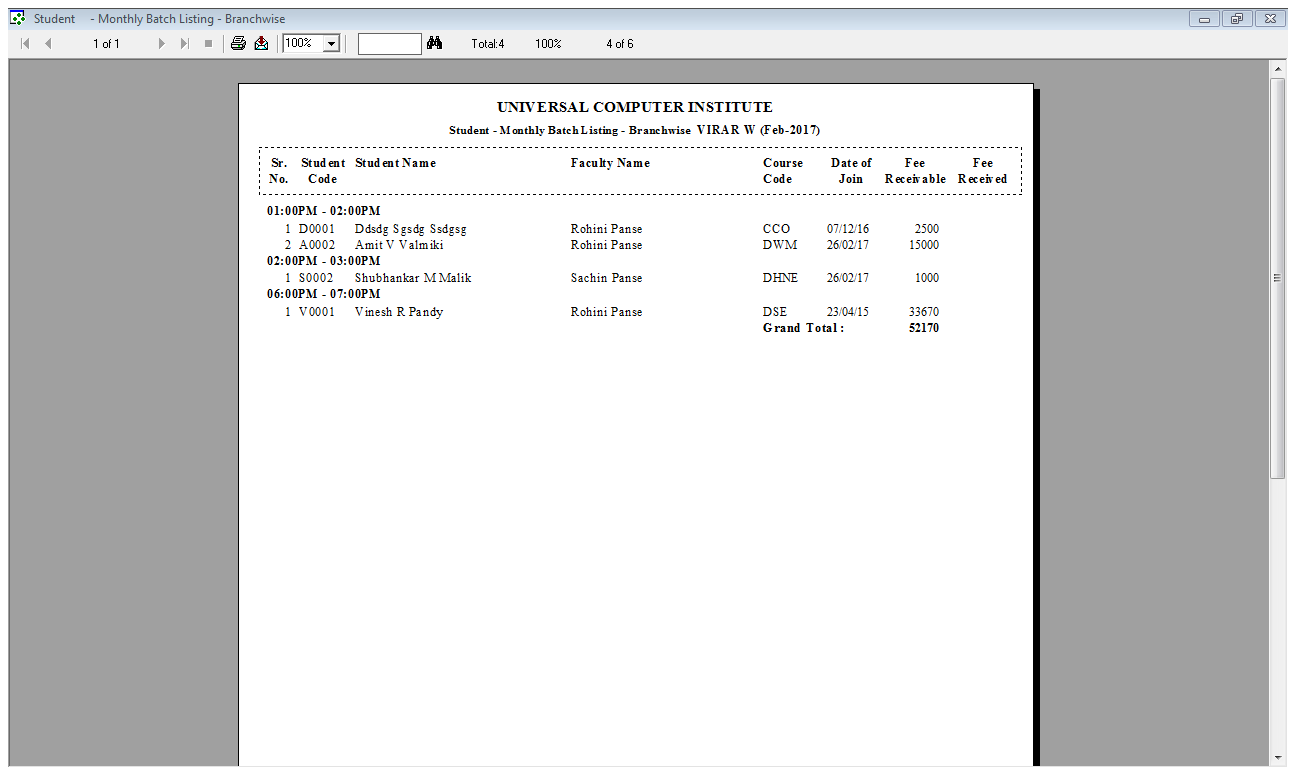 Student - Monthly Batch Listing - Branchwise
1 of 1 100% Total:4 100% 4 of 6
UNIVERSAL COMPUTER INSTITUTE
Student - Monthly Batch Listing - Branchwise VIRAR W (Feb-2017)
Sr. Student Student Name Faculty Name Course Date of Fee Fee
No. Code Code Join Receivable Received
01:00PM - 02:00PM
1 D0001 Ddsdg Sgsdg Ssdgsg Rohini Panse CCO 07/12/16 2500
2 A0002 Amit V Valmiki Rohini Panse DWM 26/02/17 15000
02:00PM - 03:00PM
1 S0002 Shubhankar M Malik Sachin Panse DHNE 26/02/17 1000
06:00PM - 07:00PM
1 V0001 Vinesh R Pandy Rohini Panse DSE 23/04/15 33670
Grand Total : 52170